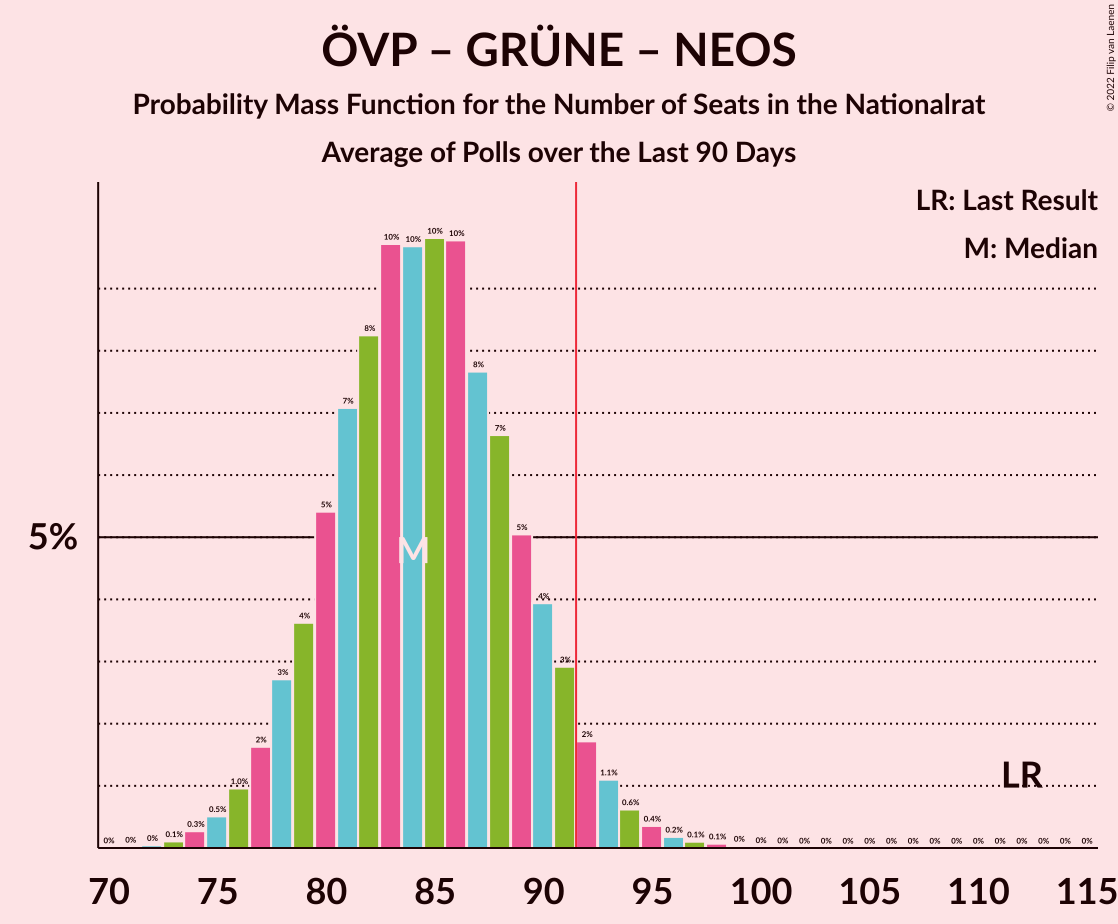 ÖVP – GRÜNE – NEOS
Probability Mass Function for the Number of Seats in the Nationalrat
Average of Polls over the Last 90 Days
© 2022 Filip van Laenen
LR: Last Result
M: Median
5%
0% 0% 0% 0.1% 0.3% 0.5% 1.0% 2% 3% 4% 5% 7% 8% 10% 10% 10% 10% 8% 7% 5% 4% 3% 2% 1.1% 0.6% 0.4% 0.2% 0.1% 0.1% 0% 0% 0% 0% 0% 0% 0% 0% 0% 0% 0% 0% 0% 0% 0% 0% 0%
M
LR
70 75 80 85 90 95 100 105 110 115